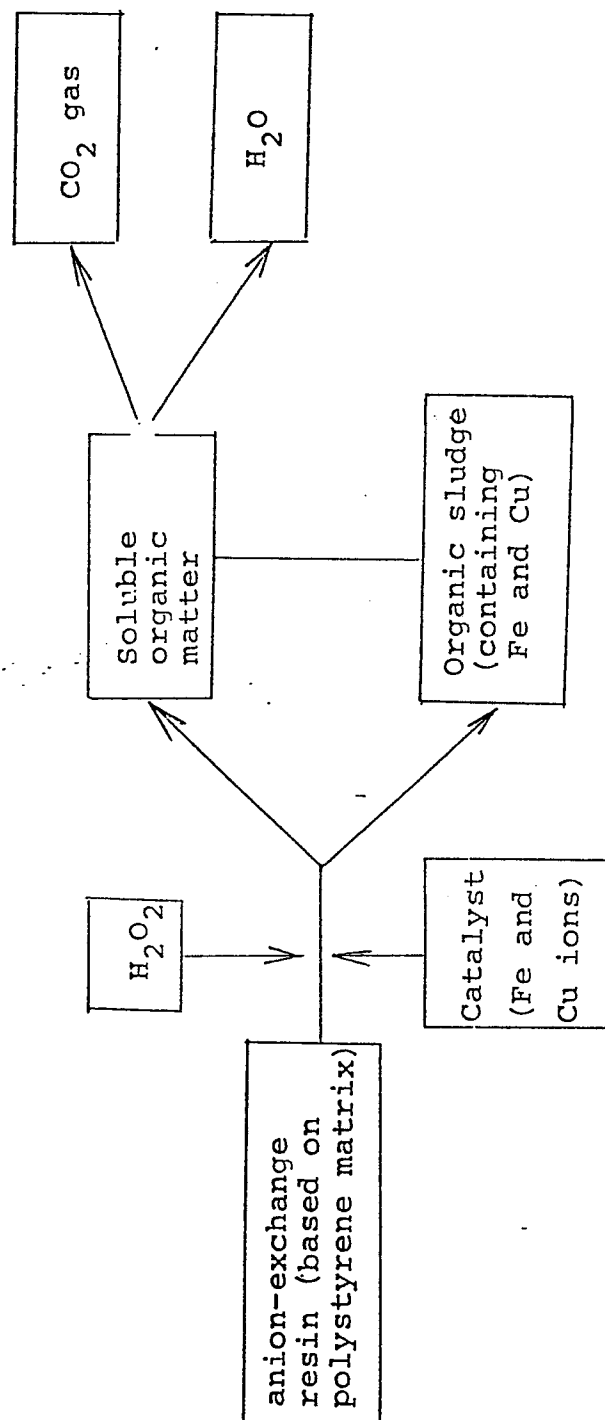 anion-exchange
resin (based on
polystyrene matrix)
H2O2
Catalyst
(Fe and
Cu ions)
Soluble
organic
matter
Organic sludge
(containing
Fe and Cu)
CO2 gas
H2O